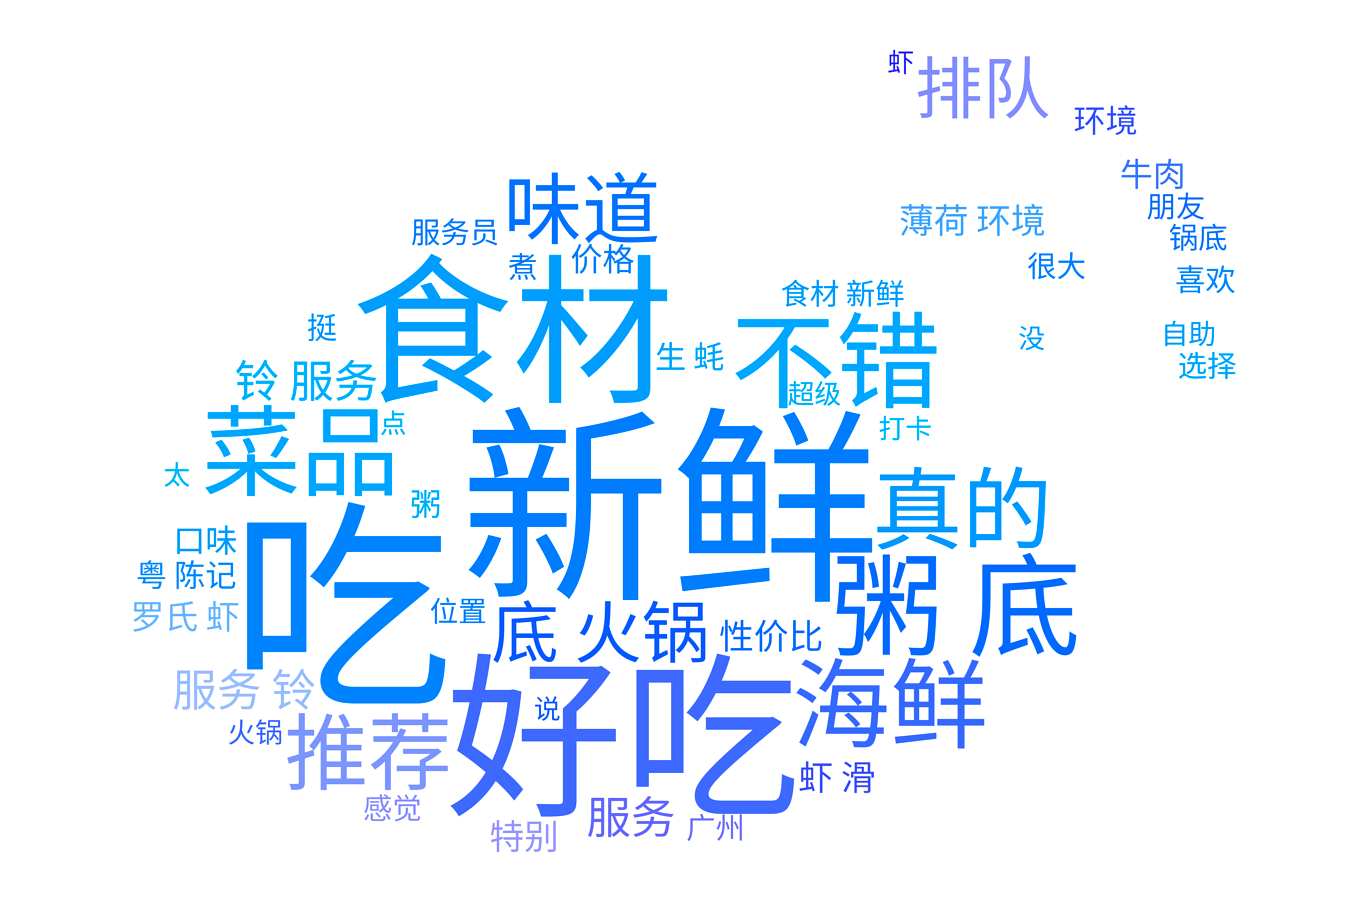 虾
排队
环境
牛肉
味道
朋友
薄荷 环境
服务员
锅底
价格
煮
很大
喜欢
食材
食材 新鲜
挺
自助
没
生 蚝
不错
选择
铃 服务
超级
点
打卡
菜品
太
粥
新鲜
真的
口味
粤 陈记
吃
粥 底
罗氏 虾
位置
底 火锅
性价比
服务 铃
海鲜
说
火锅
好吃
推荐
虾 滑
感觉
服务
广州
特别